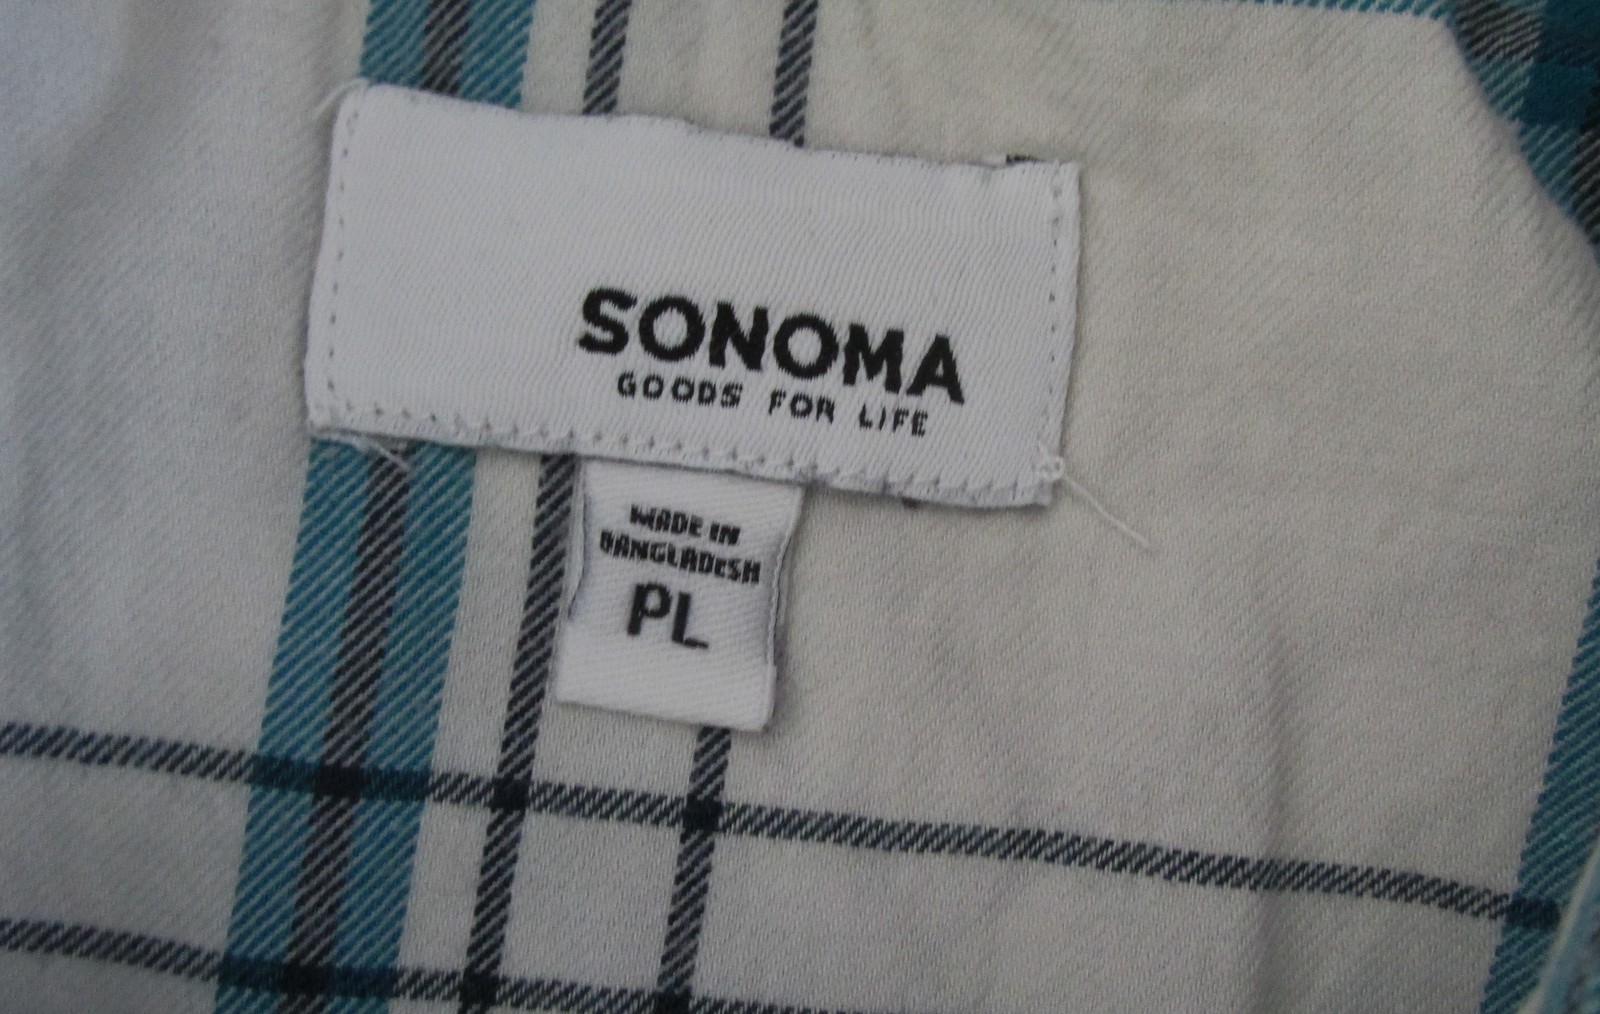 SONOMA
GOODS FOR LIFE
MADE IN
BANGLADESH
PL